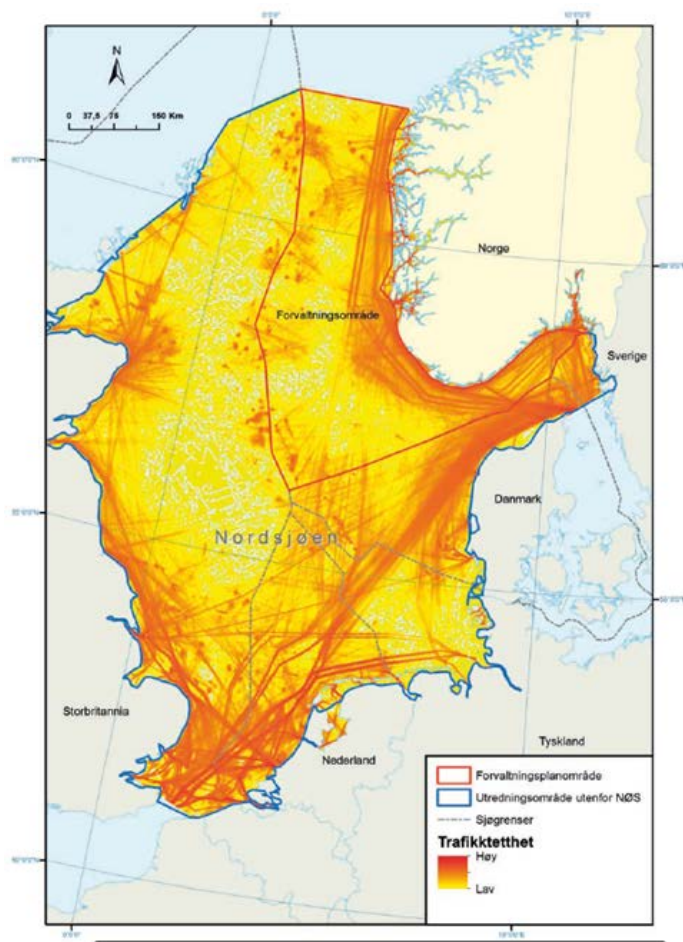 N
0 37,5 75 150 Km
Norge
Forvaltningsområde
Sverige
Danmark
Nordsjøen
Storbritannia
Nederland
Tyskland
Forvaltningsplanområde
Utredningsområde utenfor NØS
Sjøgrenser
Trafikktetthet
Høy
Lav